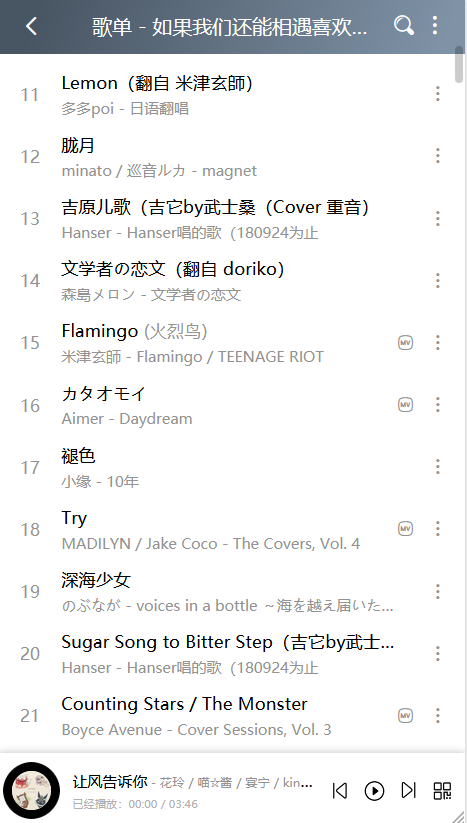 歌单 - 如果我们还能相遇喜欢...
11
Lemon（翻自 米津玄師）
多多poi - 日语翻唱
12
胧月
minato / 巡音ルカ - magnet
13
吉原儿歌（吉它by武士桑（Cover 重音）
Hanser - Hanser唱的歌（180924为止
14
文学者の恋文（翻自 doriko）
森島メロン - 文学者の恋文
15
Flamingo (火烈鸟)
米津玄師 - Flamingo / TEENAGE RIOT
MV
16
カタオモイ
Aimer - Daydream
MV
17
褪色
小缘 - 10年
18
Try
MADILYN / Jake Coco - The Covers, Vol. 4
MV
19
深海少女
のぶなが - voices in a bottle ～海を越え届いた...
20
Sugar Song to Bitter Step（吉它by武士...
Hanser - Hanser唱的歌（180924为止
21
Counting Stars / The Monster
Boyce Avenue - Cover Sessions, Vol. 3
MV
让风告诉你 - 花玲 / 喵☆酱 / 宴宁 / kin...
已经播放：00:00 / 03:46